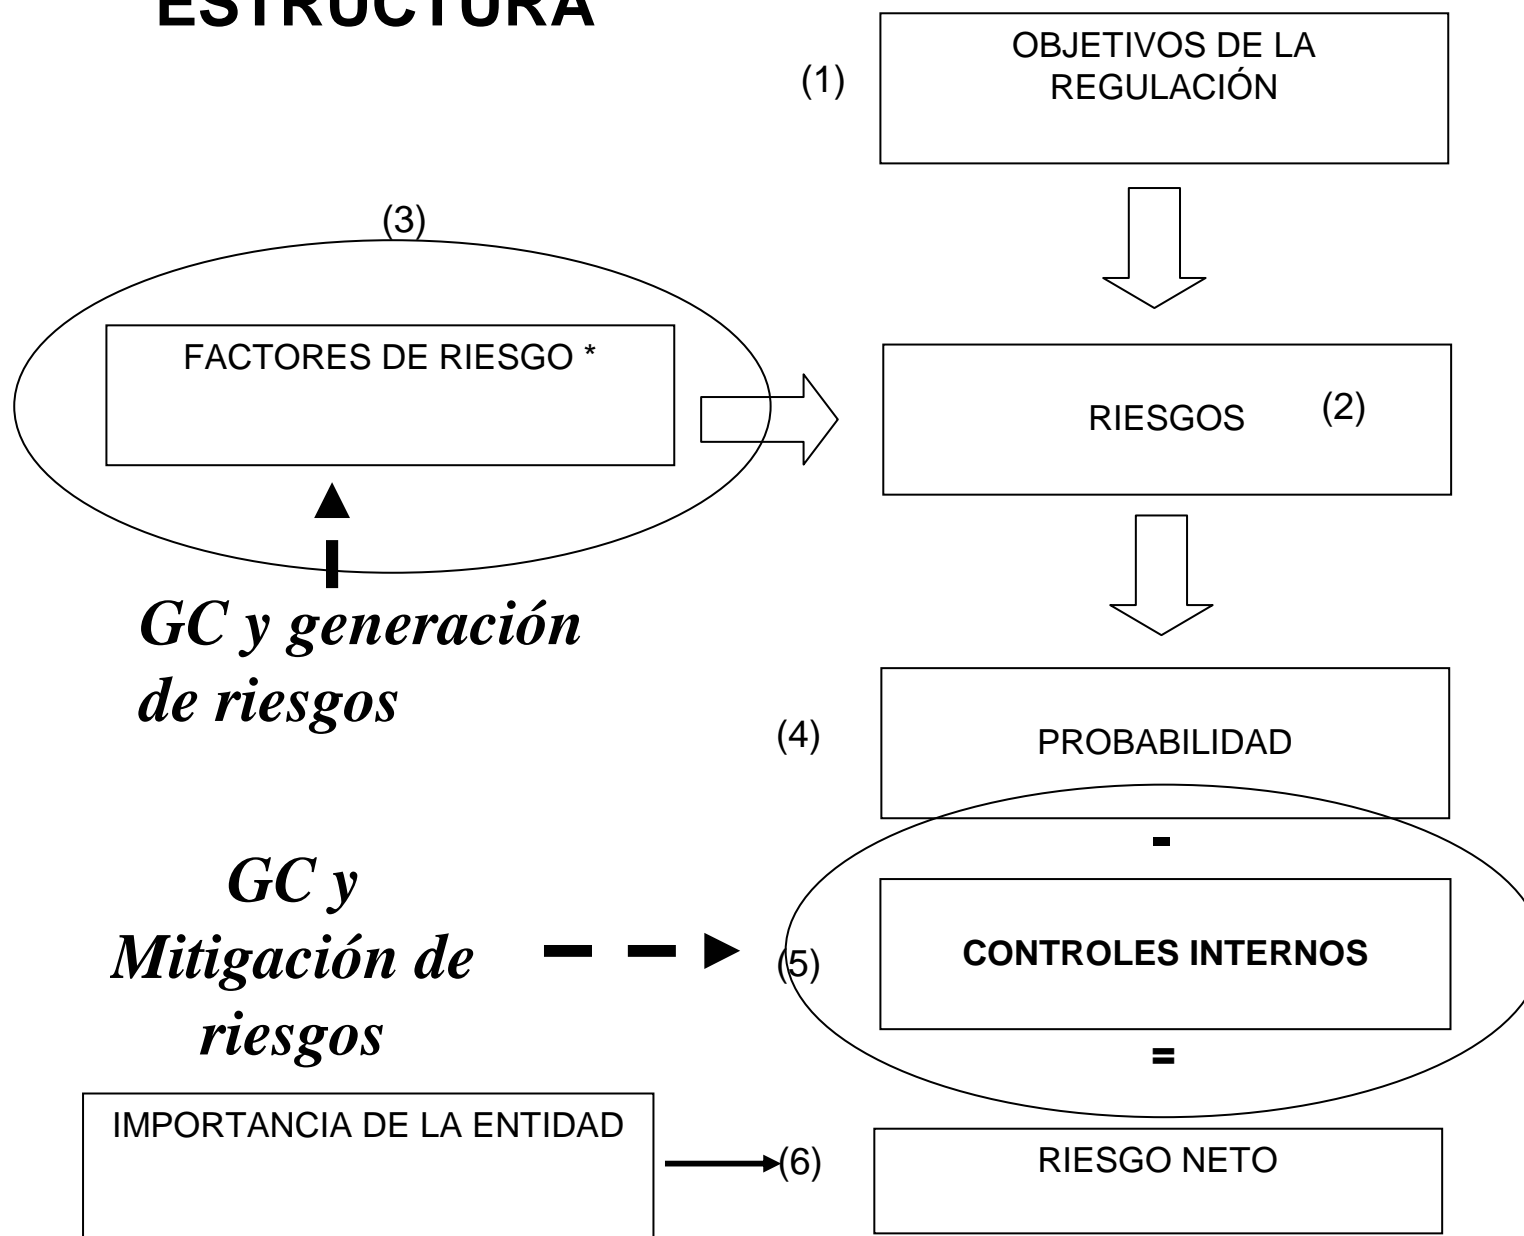 ESTRUCTURA
OBJETIVOS DE LA
REGULACIÓN
(1)
(3)
FACTORES DE RIESGO *
RIESGOS
(2)
GC y generación
de riesgos
(4)
PROBABILIDAD
-
GC y
Mitigación de
riesgos
(5)
CONTROLES INTERNOS
=
IMPORTANCIA DE LA ENTIDAD
(6)
RIESGO NETO